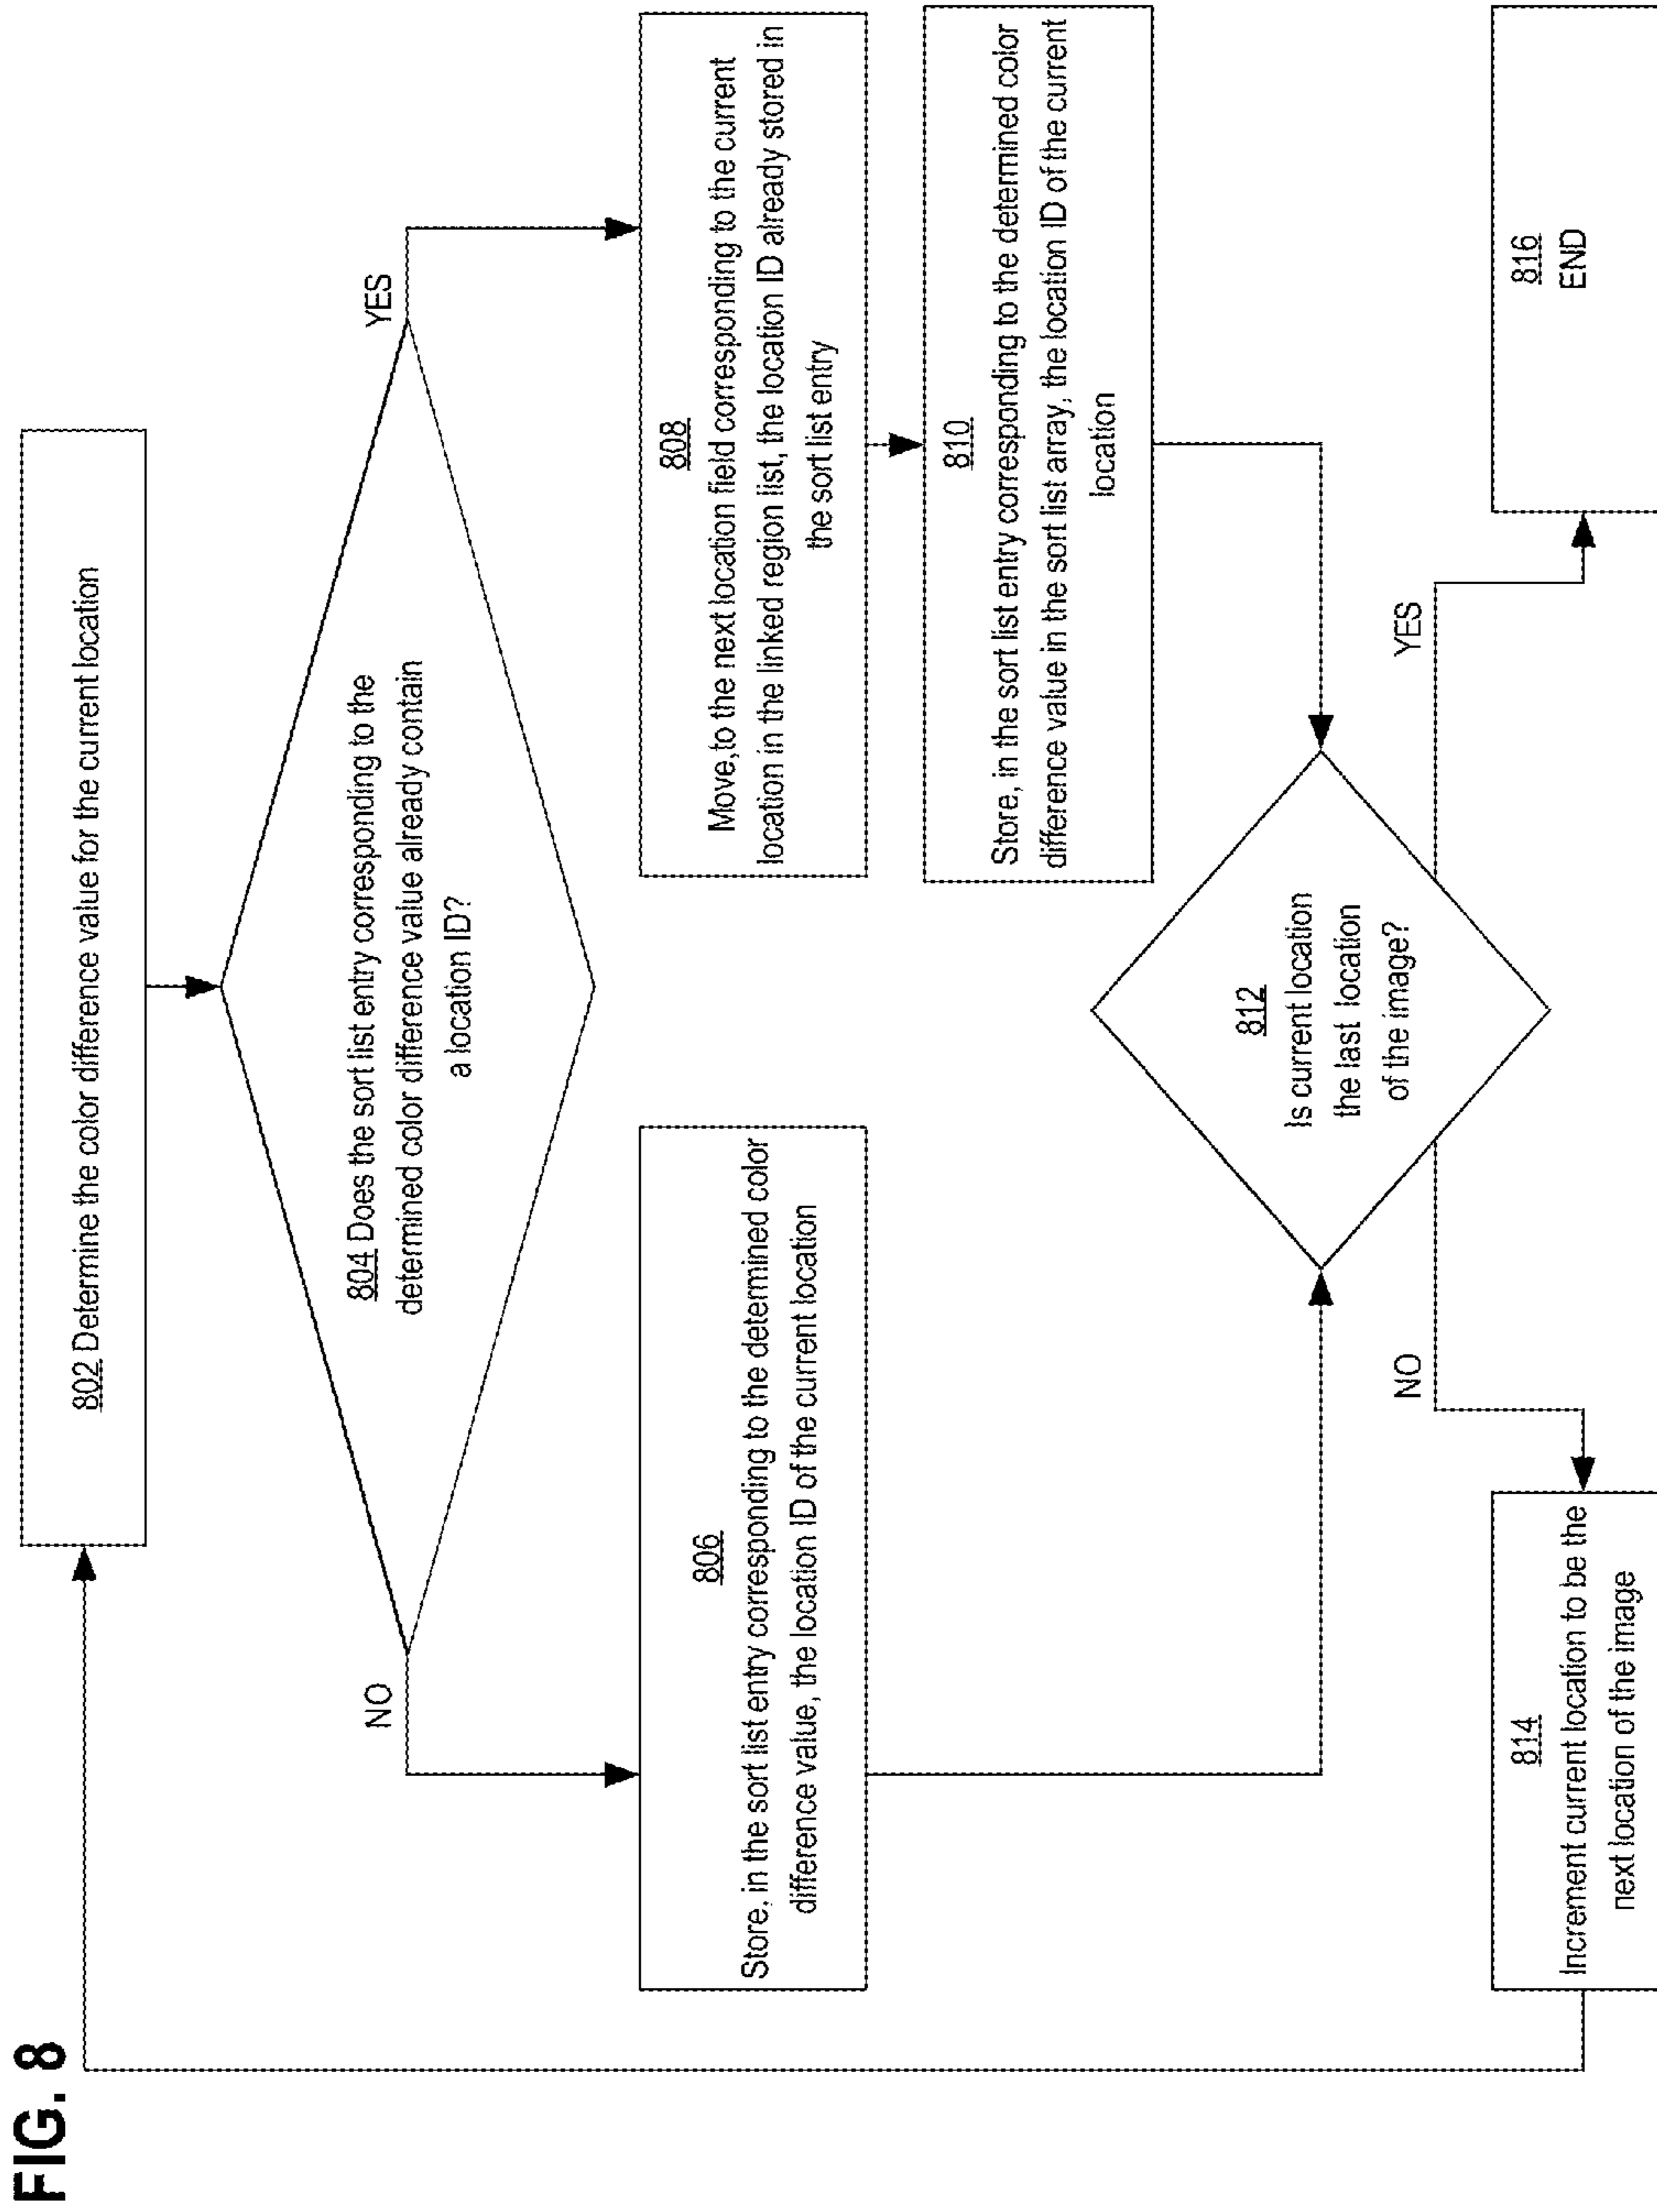 FIG. 8
802 Determine the color difference value for the current location
804 Does the sort list entry corresponding to the
determined color difference value already contain
a location ID?
NO
YES
806
Store, in the sort list entry corresponding to the determined color
difference value, the location ID of the current location
808
Move,to the next location field corresponding to the current
location in the linked region list, the location ID already stored in
the sort list entry
810
Store, in the sort list entry corresponding to the determined color
difference value in the sort list array, the location ID of the current
location
812
Is current location
the last location
of the image?
NO
YES
814
Increment current location to be the
next location of the image
816
END